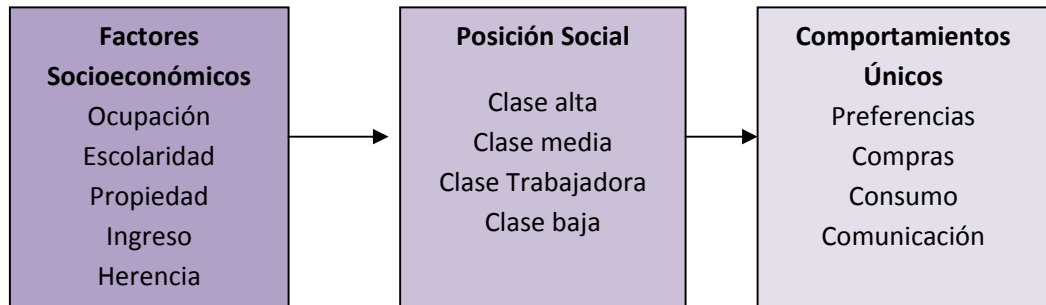 Factores
Socioeconómicos
Ocupación
Escolaridad
Propiedad
Ingreso
Herencia
Posición Social
Clase alta
Clase media
Clase Trabajadora
Clase baja
Comportamientos
Únicos
Preferencias
Compras
Consumo
Comunicación